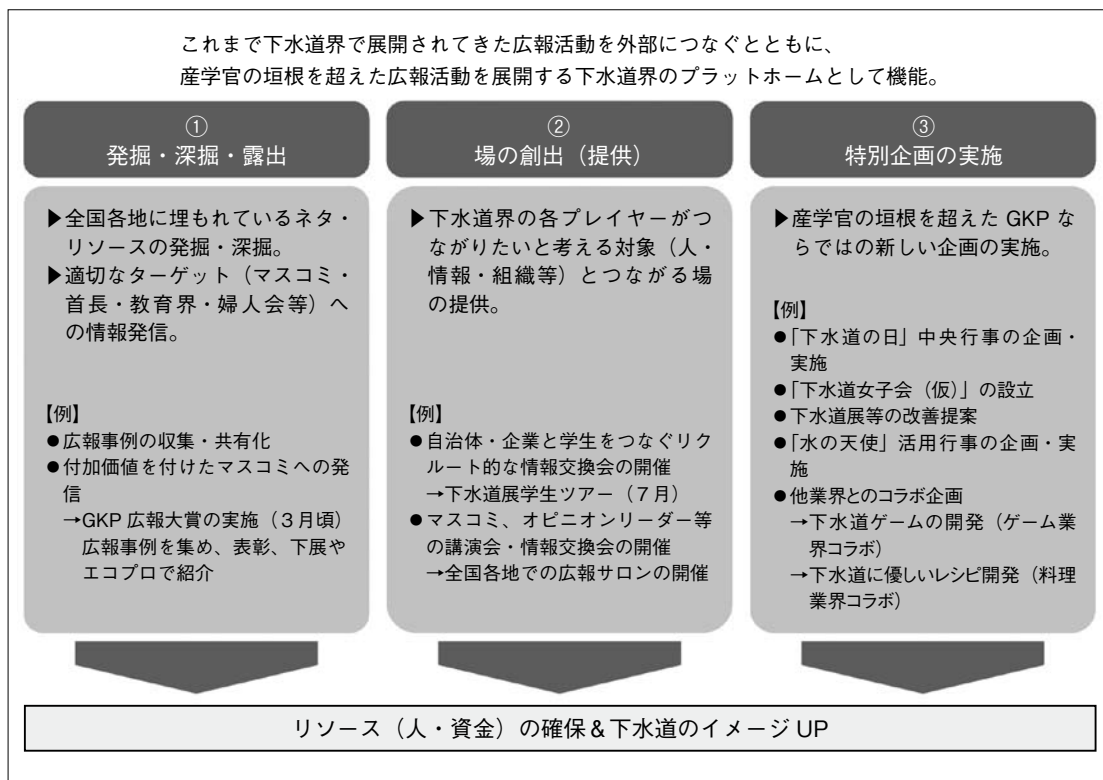 これまで下水道界で展開されてきた広報活動を外部につなぐとともに、
産学官の垣根を超えた広報活動を展開する下水道界のプラットホームとして機能。
①
発掘・深掘・露出
▶全国各地に埋もれているネタ・
リソースの発掘・深掘。
▶適切なターゲット（マスコミ・
首長・教育界・婦人会等）へ
の情報発信。
【例】
●広報事例の収集・共有化
●付加価値を付けたマスコミへの発
信
→GKP 広報大賞の実施（３月頃）
広報事例を集め、表彰、下展や
エコプロで紹介
②
場の創出（提供）
▶下水道界の各プレイヤーがつ
ながりたいと考える対象（人・
情報・組織等）とつながる場
の提供。
【例】
●自治体・企業と学生をつなぐリク
ルート的な情報交換会の開催
→下水道展学生ツアー（７月）
●マスコミ、オピニオンリーダー等
の講演会・情報交換会の開催
→全国各地での広報サロンの開催
③
特別企画の実施
▶産学官の垣根を超えた GKP な
らではの新しい企画の実施。
【例】
●「下水道の日」中央行事の企画・
実施
●「下水道女子会（仮）」の設立
●下水道展等の改善提案
●「水の天使」活用行事の企画・実
施
●他業界とのコラボ企画
→下水道ゲームの開発（ゲーム業
界コラボ）
→下水道に優しいレシピ開発（料理
業界コラボ）
リソース（人・資金）の確保＆下水道のイメージ UP